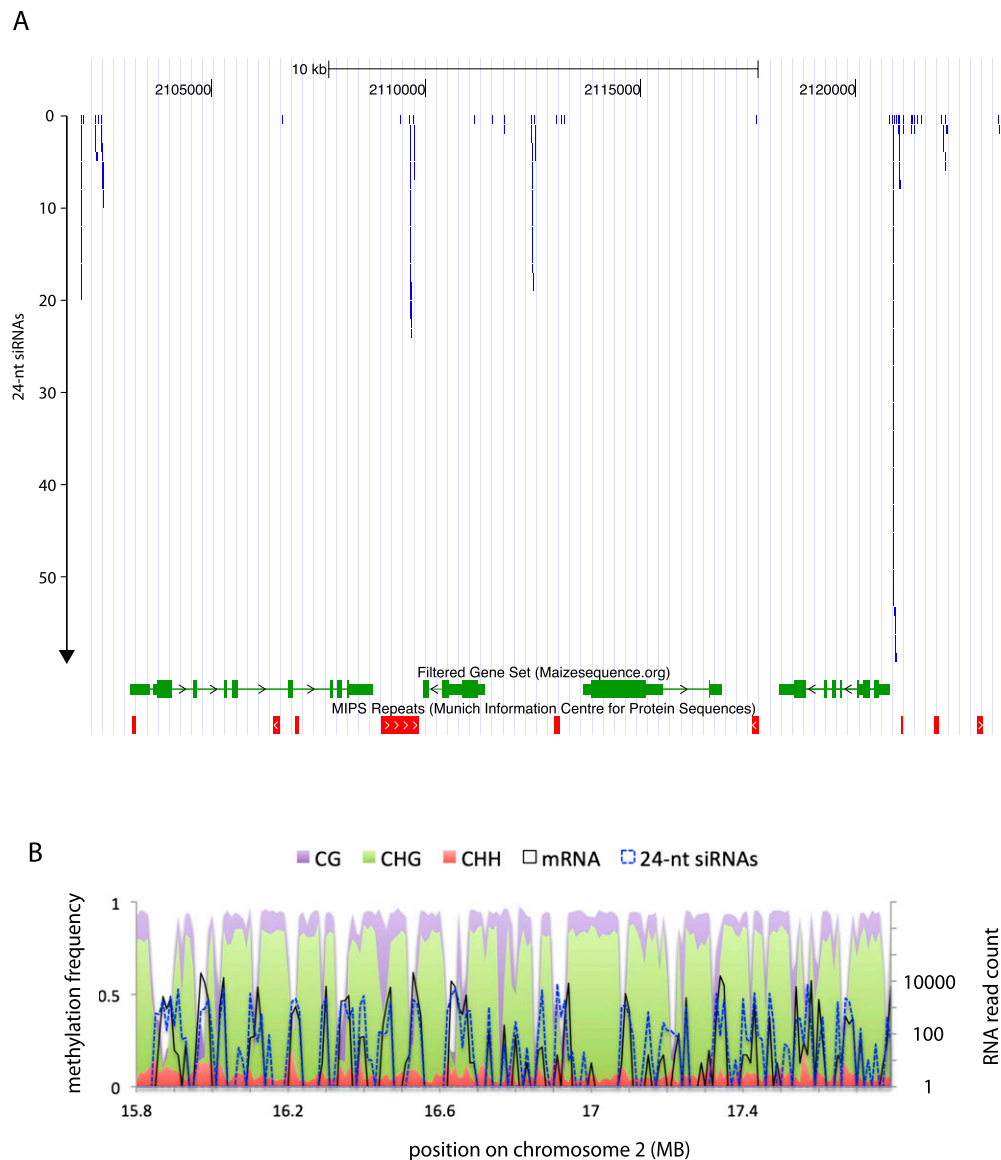 A
10 kb
2105000 2110000 2115000 2120000
0
10
20
30
40
50
24-nt siRNAs
Filtered Gene Set (Maizesequence.org)
MIPS Repeats (Munich Information Centre for Protein Sequences)
B
CG CHG CHH mRNA 24-nt siRNAs
methylation frequency
1
0.5
0
10000
100
1
RNA read count
15.8 16.2 16.6 17 17.4
position on chromosome 2 (MB)